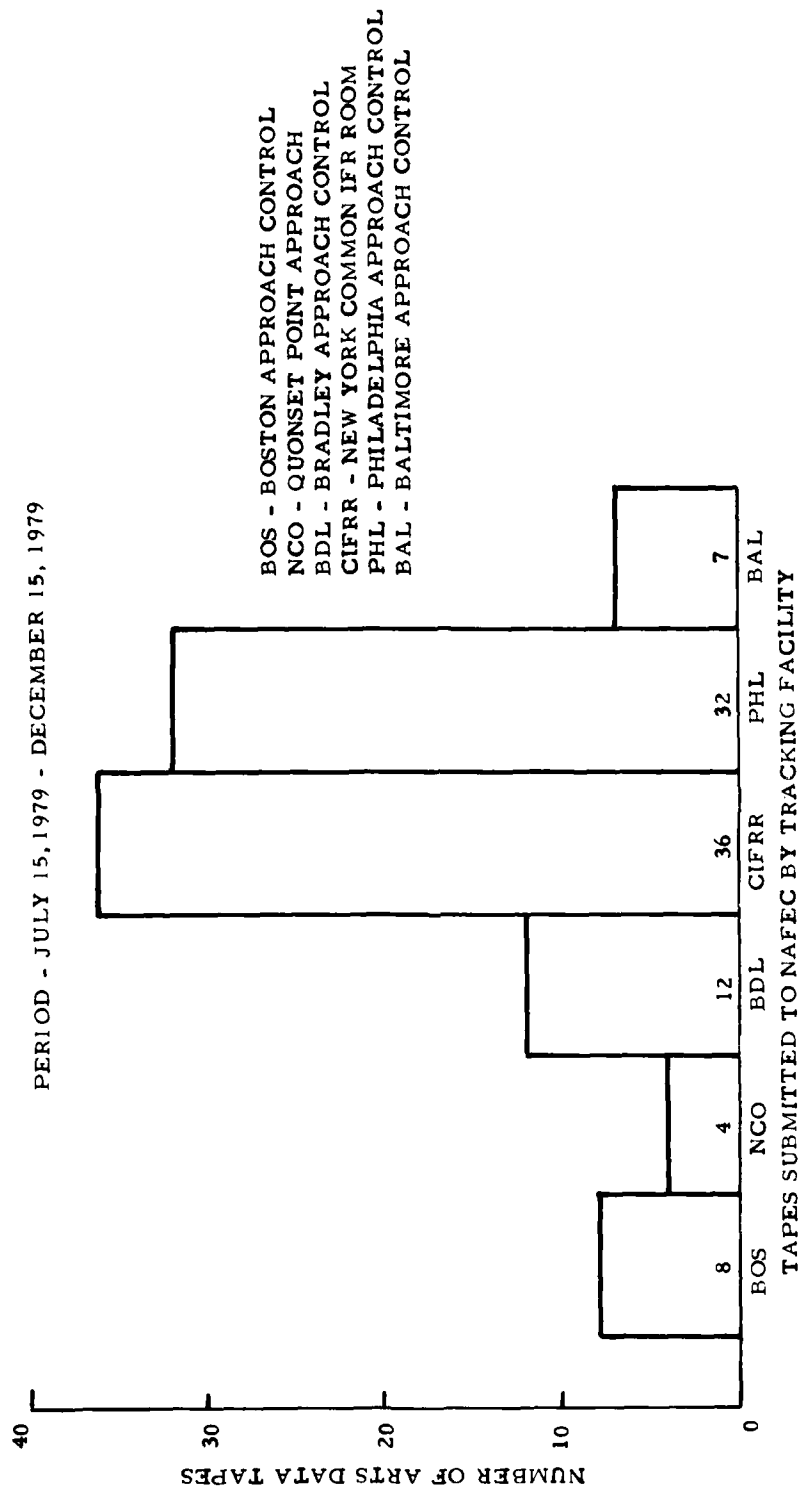 PERIOD - JULY 15, 1979 - DECEMBER 15, 1979
BOS - BOSTON APPROACH CONTROL
NCO - QUONSET POINT APPROACH
BDL - BRADLEY APPROACH CONTROL
CIFRR - NEW YORK COMMON IFR ROOM
PHL - PHILADELPHIA APPROACH CONTROL
BAL - BALTIMORE APPROACH CONTROL
NUMBER OF ARTS DATA TAPES
40
30
20
10
0
8 4 12 36 32 7
BOS NCO BDL CIFRR PHL BAL
TAPES SUBMITTED TO NAFEC BY TRACKING FACILITY